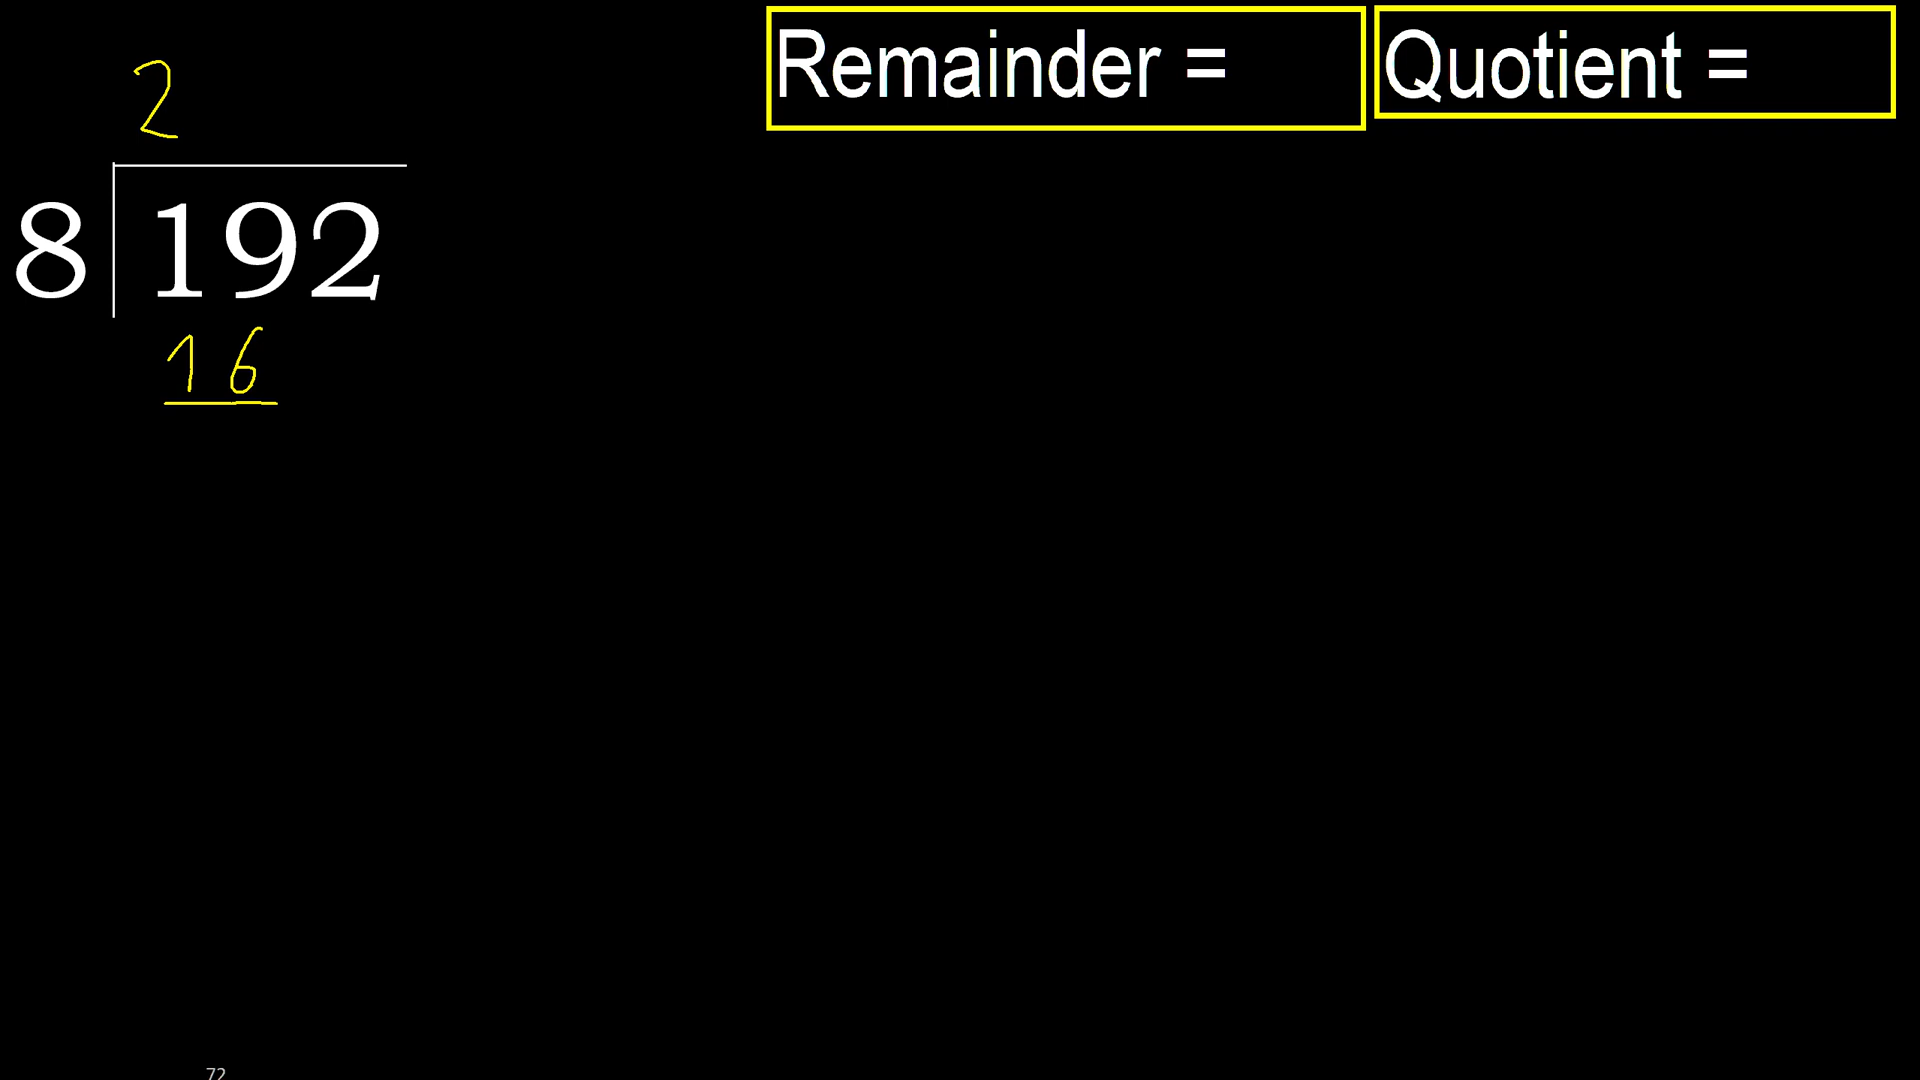 Remainder = Quotient =
2
8 192
16
72